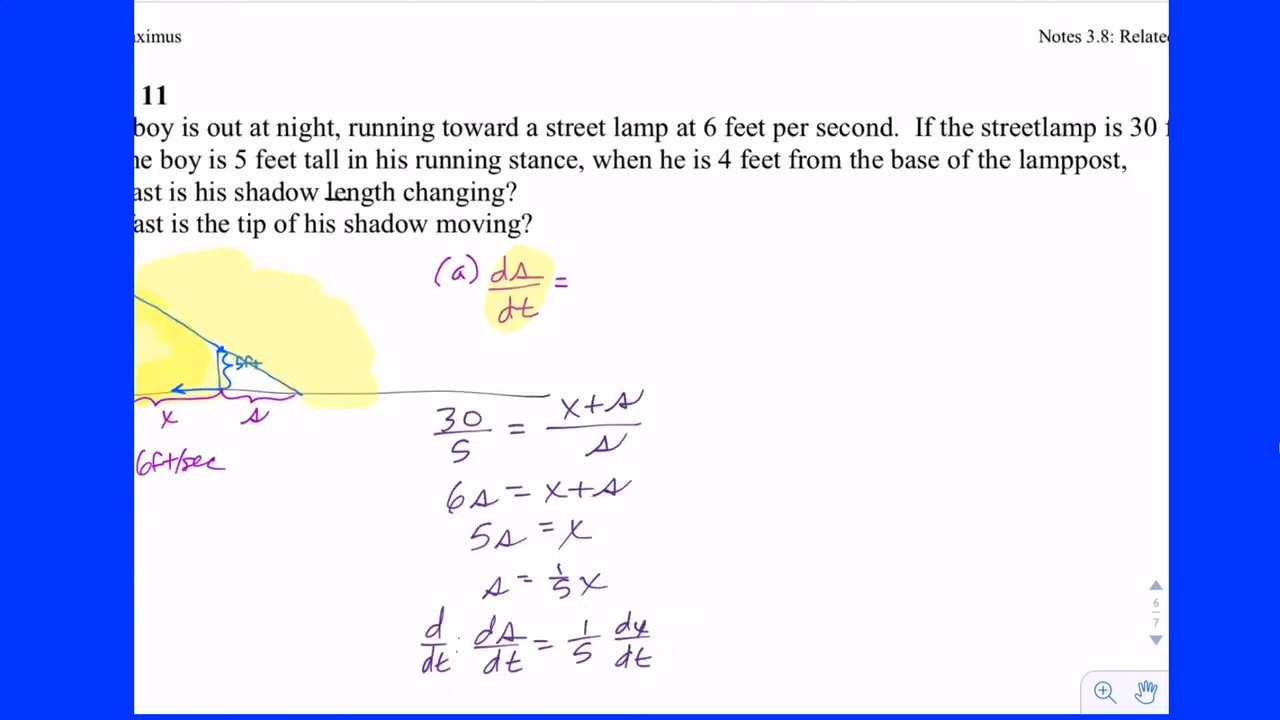 ximus
Notes 3.8: Relate
11
boy is out at night, running toward a street lamp at 6 feet per second. If the streetlamp is 30
he boy is 5 feet tall in his running stance, when he is 4 feet from the base of the lamppost,
ast is his shadow length changing?
fast is the tip of his shadow moving?
(a) ds/dt =
5ft
x s
6ft/sec
30/5 = x+s/s
6s = x+s
5s = x
s = 1/5 x
d/dt : ds/dt = 1/5 dx/dt
6
7